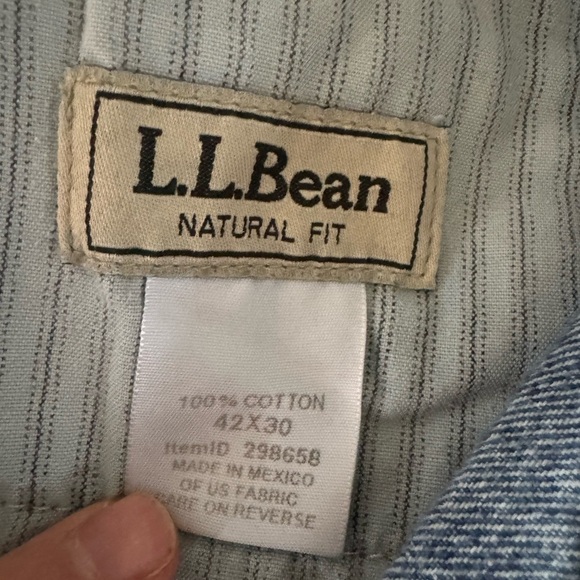 L.L.Bean
NATURAL FIT
100% COTTON
42X30
ItemID 298658
MADE IN MEXICO
OF US FABRIC
CARE ON REVERSE